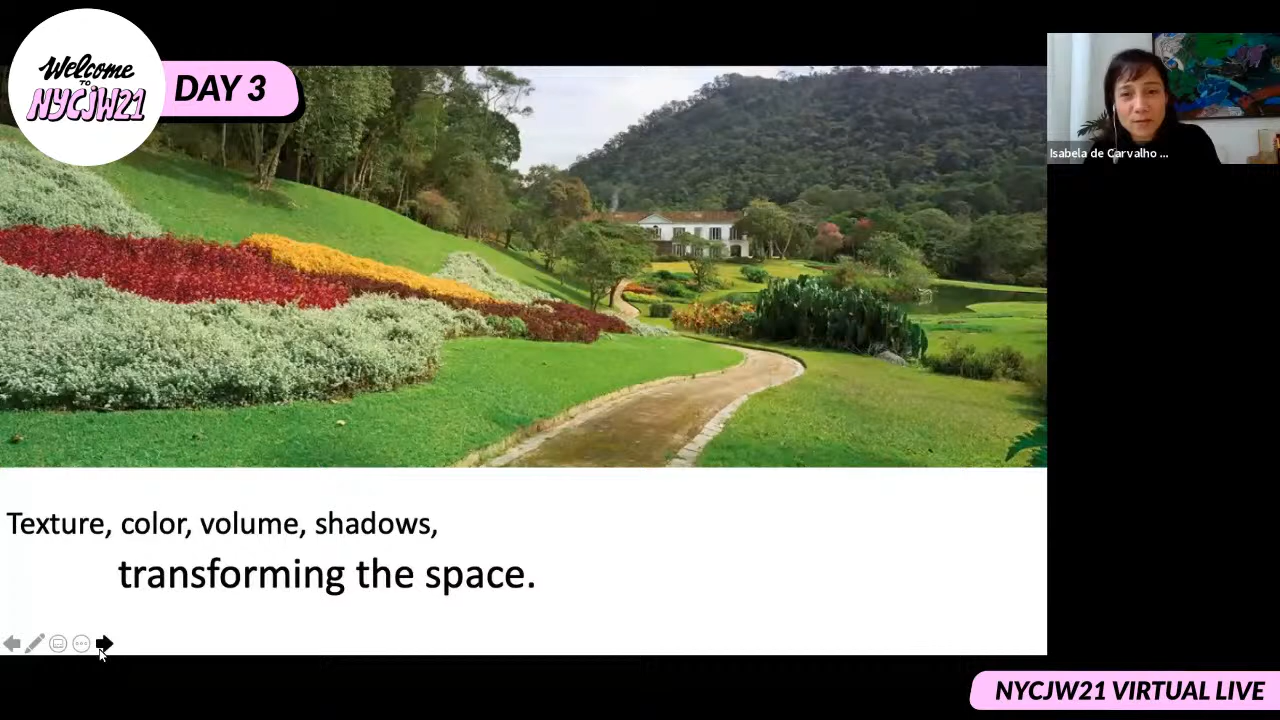 Welcome
TO
NYCJW21
DAY 3
Isabela de Carvalho ...
Texture, color, volume, shadows,
transforming the space.
NYCJW21 VIRTUAL LIVE